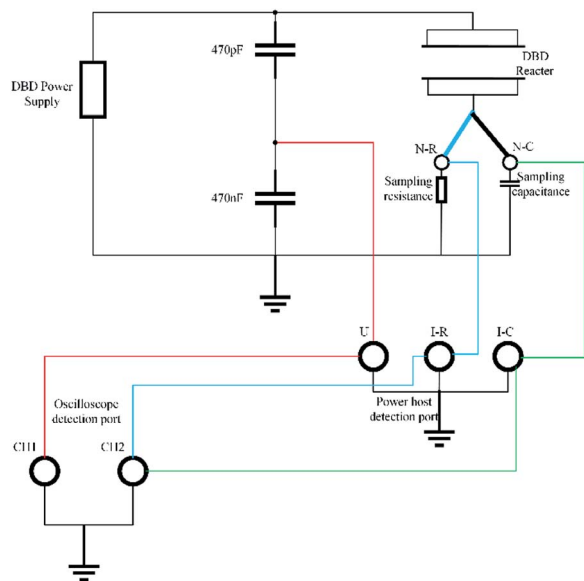 470pF
DBD
Reacter
DBD Power
Supply
N-R
N-C
Sampling
resistance
Sampling
capacitance
470nF
U
I-R
I-C
Power host
detection port
Oscilloscope
detection port
CH1
CH2